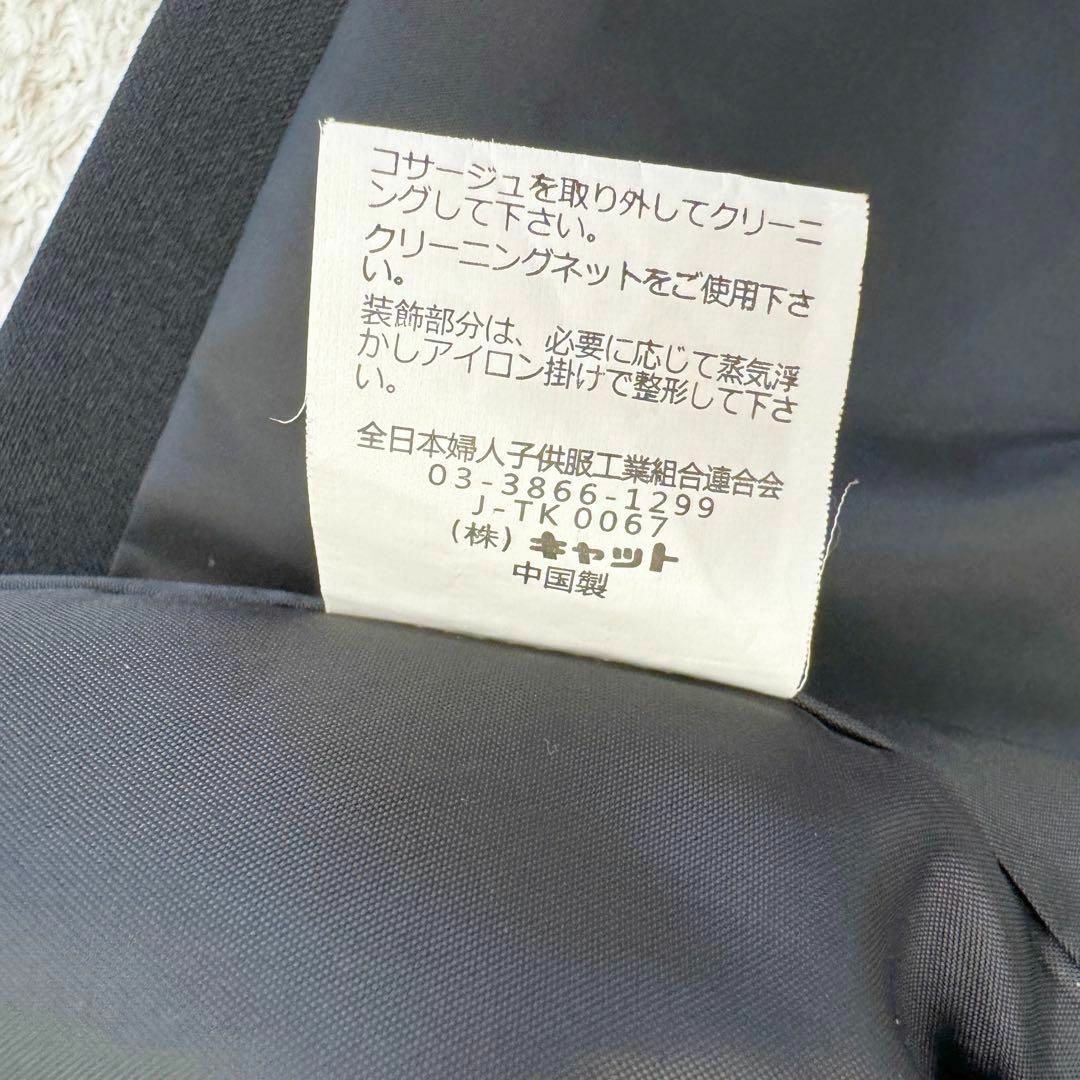 コサージュを取り外してクリーニ
ングして下さい。
クリーニングネットをご使用下さ
い。
装飾部分は、必要に応じて蒸気浮
かしアイロン掛けで整形して下さ
い。
全日本婦人子供服工業組合連合会
03-3866-1299
J-TK0067
(株)キャット
中国製